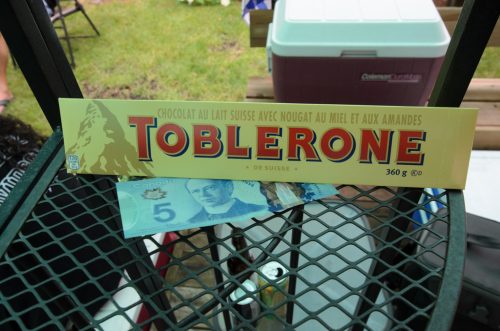 Coleman
CHOCOLAT AU LAIT SUISSE AVEC NOUGAT AU MIEL ET AUX AMANDES
TOBLERONE
DE SUISSE
360 g
5